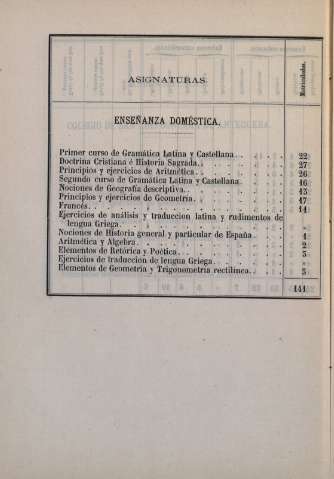 ASIGNATURAS. Matriculados.
ENSEÑANZA DOMÉSTICA.
Primer curso de Gramática Latina y Castellana. . 22
Doctrina Cristiana é Historia Sagrada. . 27
Principios y ejercicios de Aritmética. . 26
Segundo curso de Gramática Latina y Castellana. 16
Nociones de Geografía descriptiva. . 15
Principios y ejercicios de Geometría. . 17
Francés. . 14
Ejercicios de análisis y traduccion latina y rudimentos de
lengua Griega. . »
Nociones de Historia general y particular de España . 4
Aritmética y Algebra. . 2
Elementos de Retórica y Poética. . 5
Ejercicios de traduccion de lengua Griega. . »
Elementos de Geometría y Trigonometría rectilínea. . 5
141